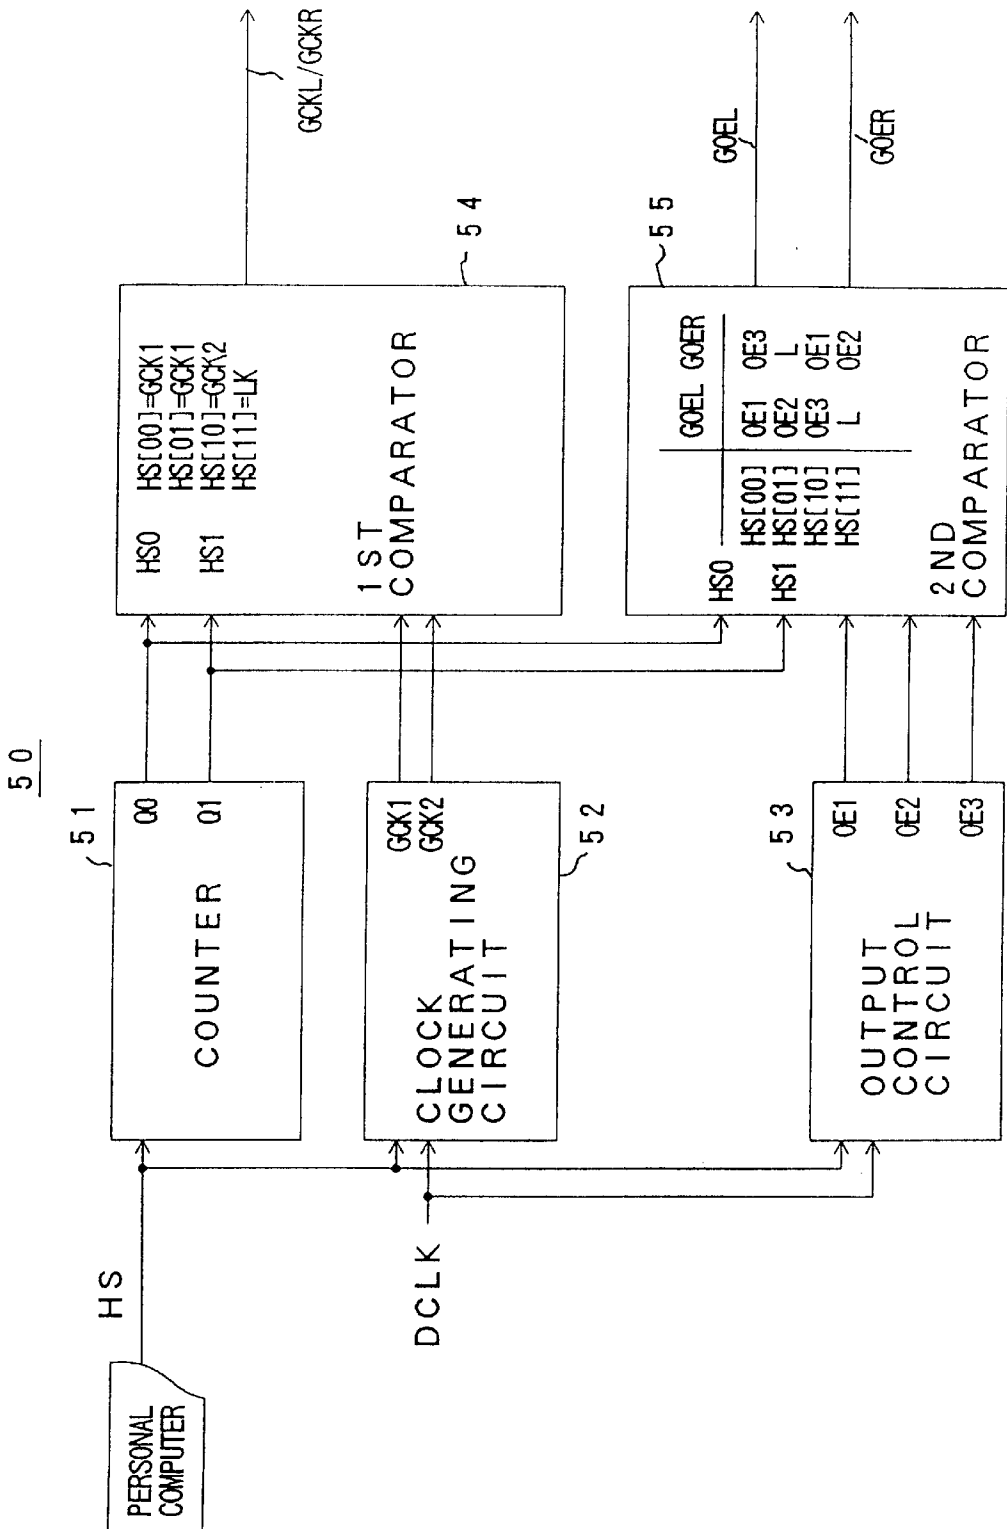 50
PERSONAL
COMPUTER
HS
DCLK
51
COUNTER
Q0
Q1
CLOCK
GENERATING
CIRCUIT
GCK1
GCK2
52
53
OUTPUT
CONTROL
CIRCUIT
OE1
OE2
OE3
HS0 HS[00]=GCK1
HS[01]=GCK1
HS1 HS[10]=GCK2
HS[11]=LK
1ST
COMPARATOR
54
GCKL/GCKR
55
GOEL GOER
HS0
HS[00] OE1 OE3
HS1 HS[01] OE2 L
HS[10] OE3 OE1
HS[11] L OE2
2ND
COMPARATOR
GOEL
GOER